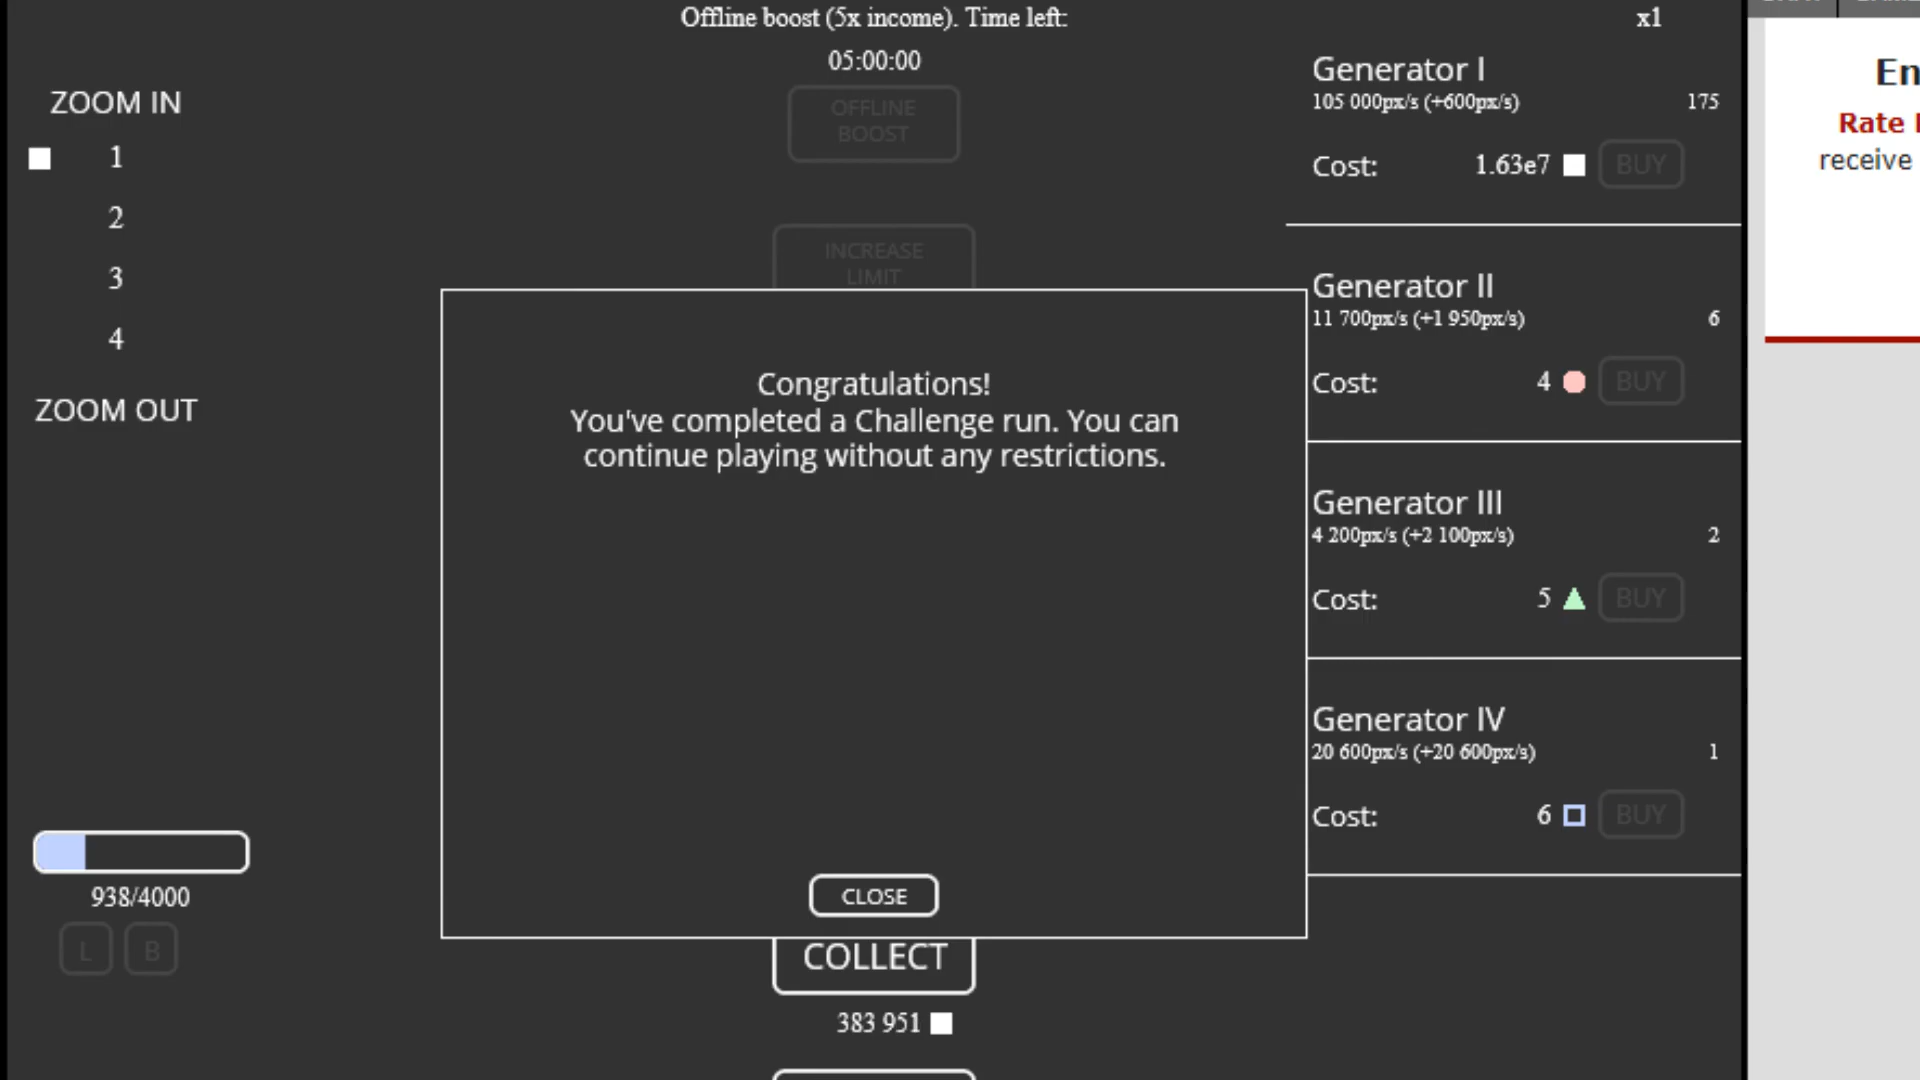 Offline boost (5x income). Time left:
05:00:00
OFFLINE
BOOST
INCREASE
LIMIT
x1
ZOOM IN
1
2
3
4
ZOOM OUT
938/4000
L
B
Congratulations!
You've completed a Challenge run. You can
continue playing without any restrictions.
CLOSE
COLLECT
383 951
Generator I
105 000px/s (+600px/s) 175
Cost: 1.63e7 BUY
Generator II
11 700px/s (+1 950px/s) 6
Cost: 4 BUY
Generator III
4 200px/s (+2 100px/s) 2
Cost: 5 BUY
Generator IV
20 600px/s (+20 600px/s) 1
Cost: 6 BUY
En
Rate
receive